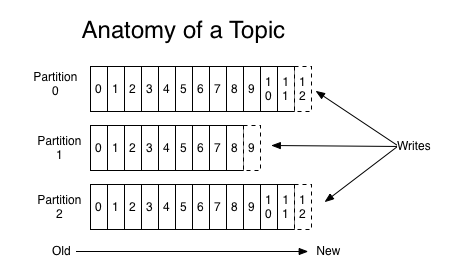 Anatomy of a Topic
Partition
0
0 1 2 3 4 5 6 7 8 9 10 11 12
Partition
1
0 1 2 3 4 5 6 7 8 9
Writes
Partition
2
0 1 2 3 4 5 6 7 8 9 10 11 12
Old New